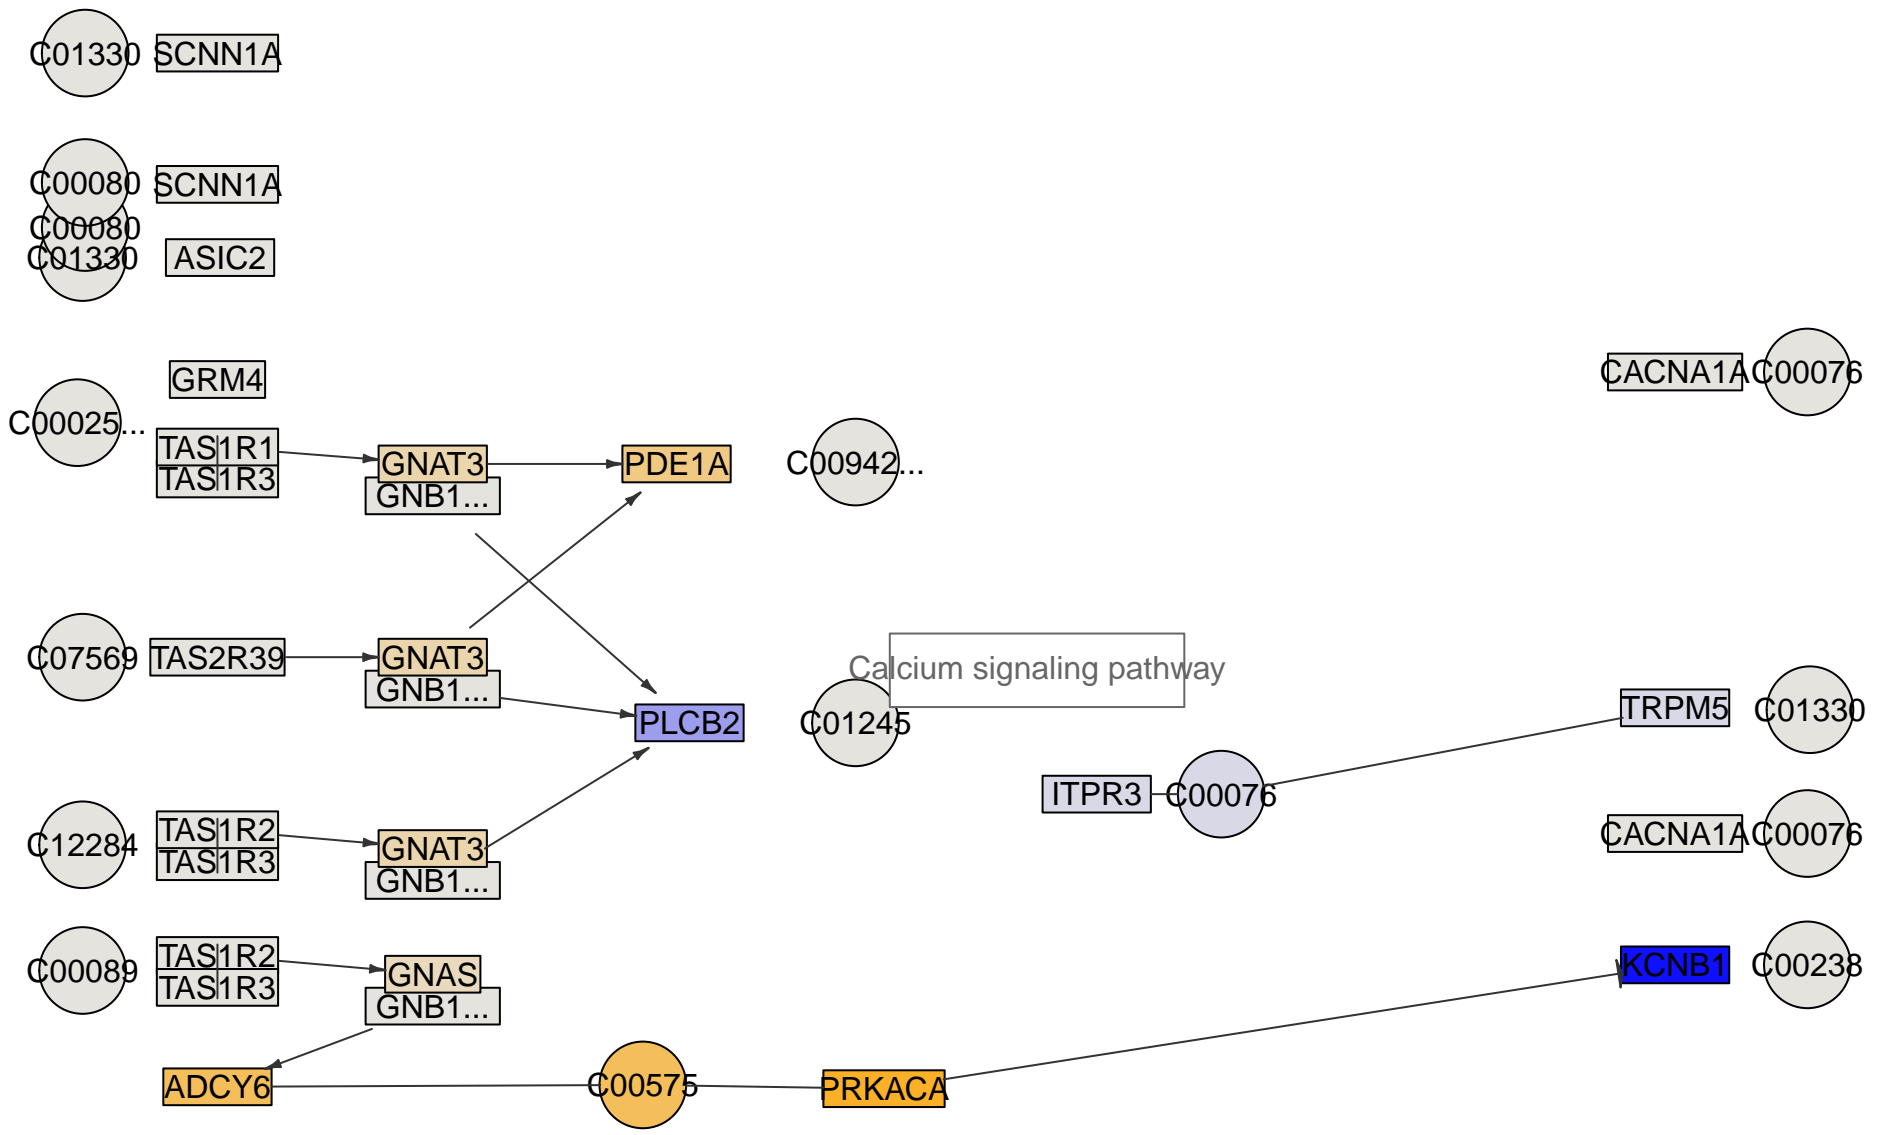 C01330 SCNN1A
C00080 SCNN1A
C00080
C01330 ASIC2
GRM4
CACNA1A C00076
C00025...
TAS1R1
TAS1R3
GNAT3
GNB1...
PDE1A
C00942...
C07569 TAS2R39
GNAT3
GNB1...
Calcium signaling pathway
PLCB2
C01245
TRPM5 C01330
ITPR3 C00076
C12284
TAS1R2
TAS1R3
GNAT3
GNB1...
CACNA1A C00076
C00089
TAS1R2
TAS1R3
GNAS
GNB1...
KCNB1 C00238
ADCY6 C00575 PRKACA